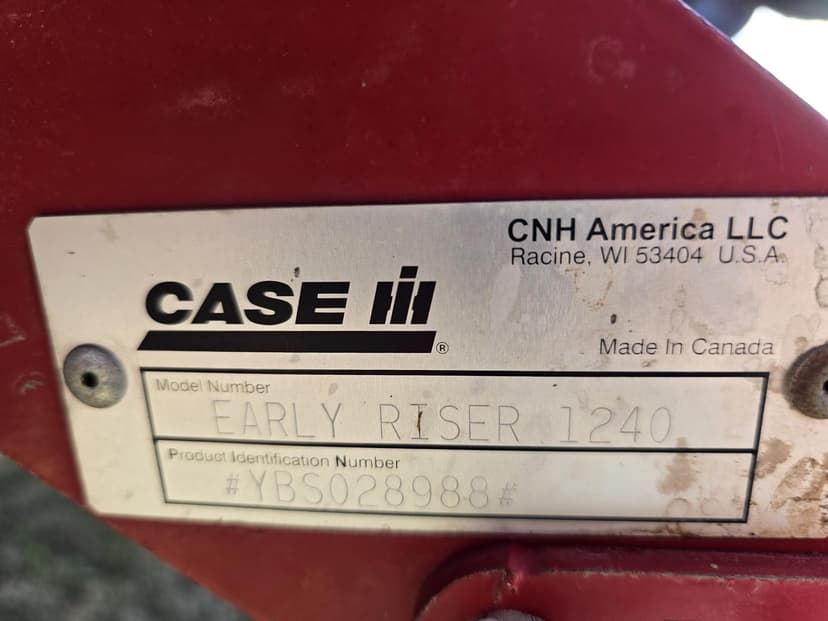 CNH America LLC
Racine, WI 53404 U.S.A.
CASE IH
®
Made In Canada
Model Number
EARLY RISER 1240
Product Identification Number
#YBS028988#